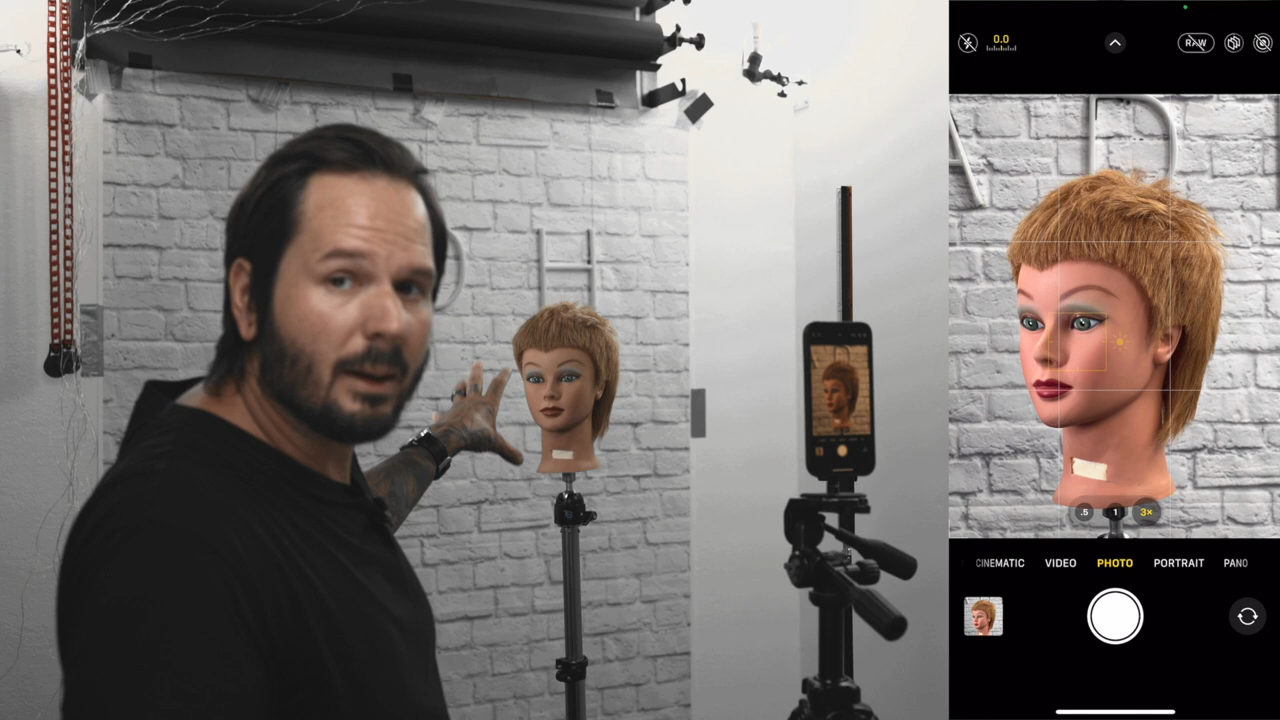 H
0.0
RAW
A D
.5 1 3×
CINEMATIC VIDEO PHOTO PORTRAIT PANO